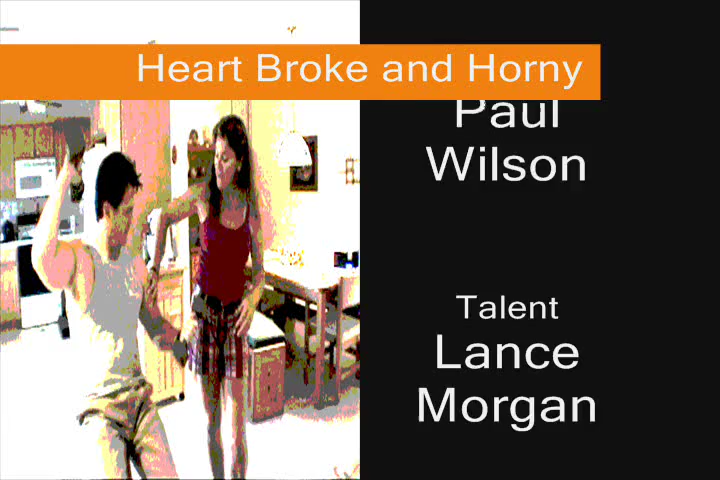 Heart Broke and Horny
Paul
Wilson
Talent
Lance
Morgan